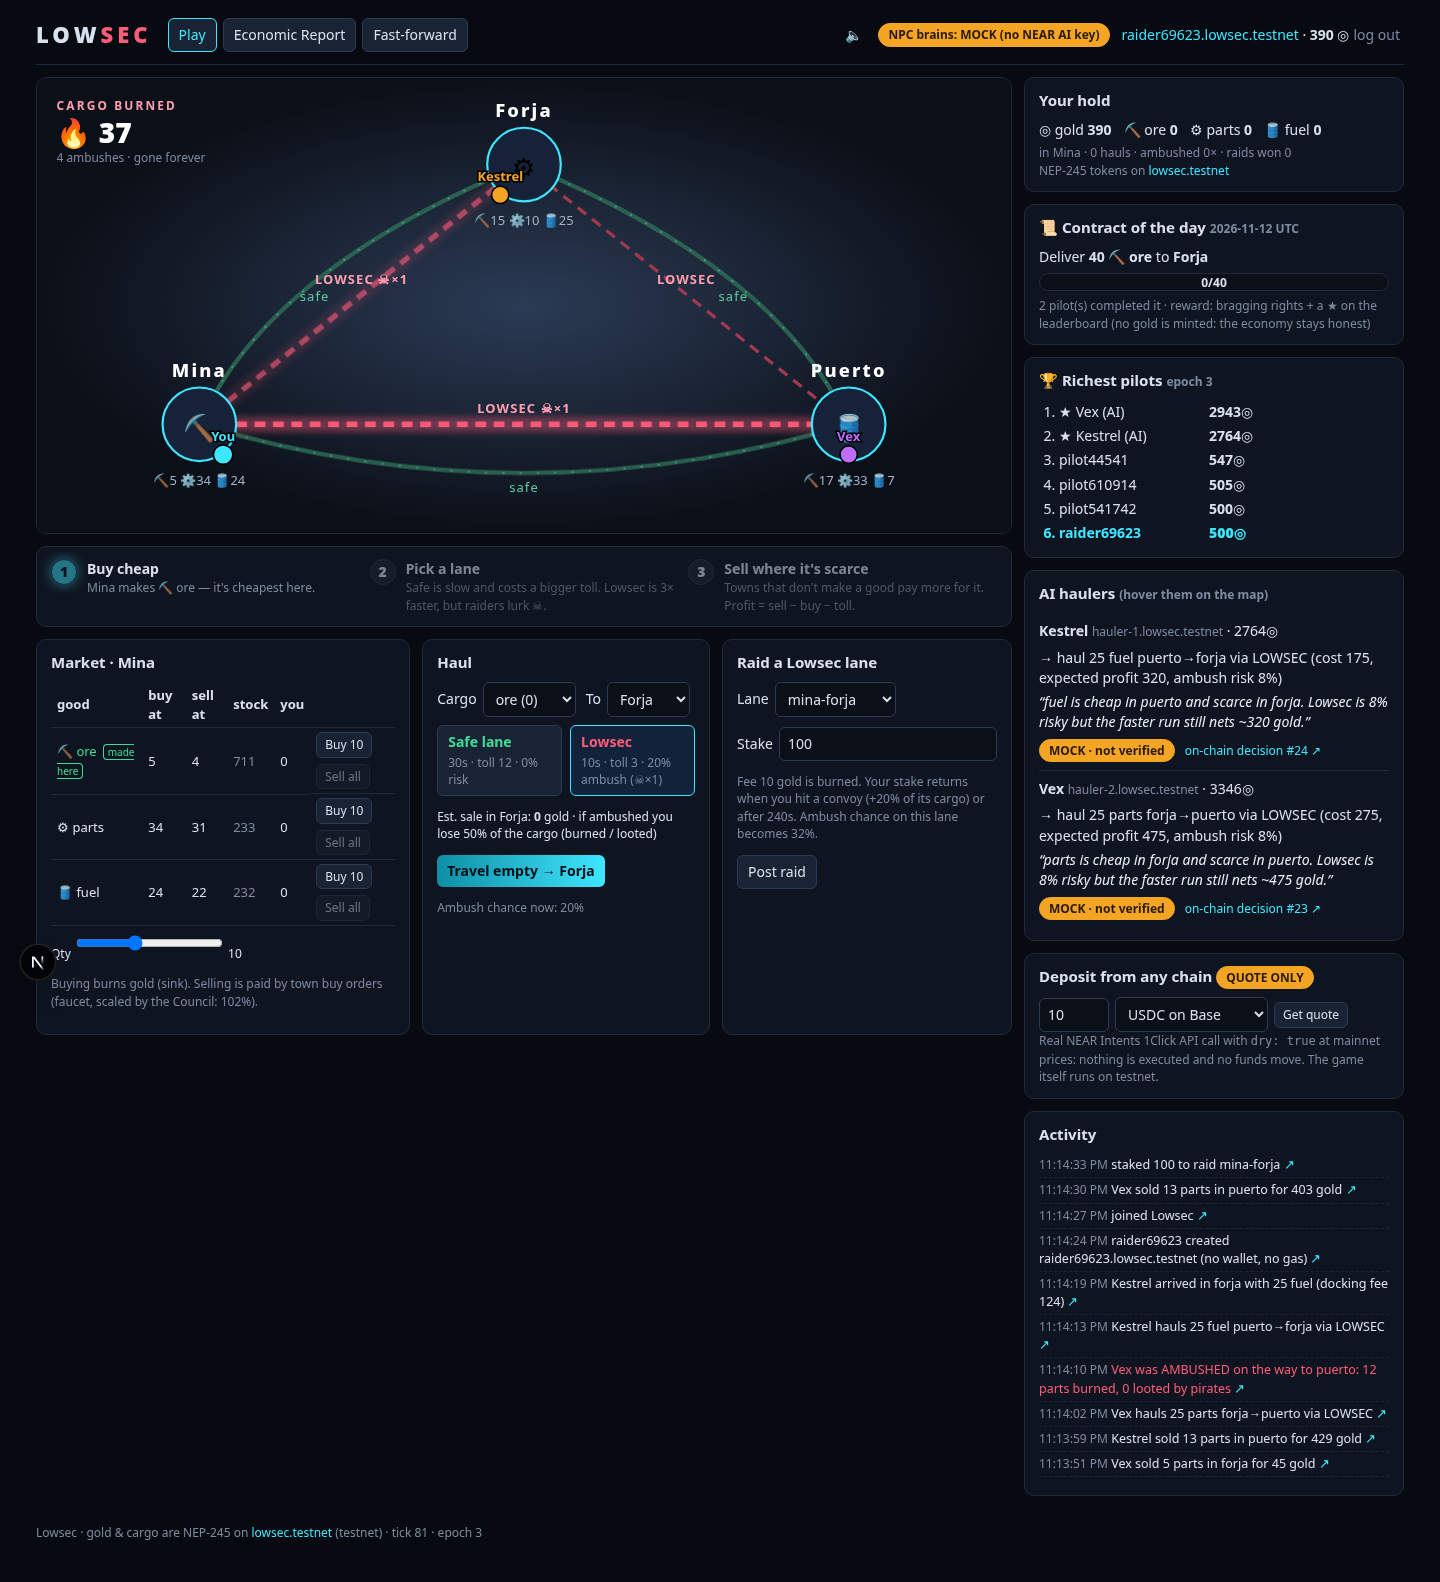 LOWSEC
Play
Economic Report
Fast-forward
NPC brains: MOCK (no NEAR AI key)
raider69623.lowsec.testnet · 390 ◎ log out
CARGO BURNED
🔥 37
4 ambushes · gone forever
Forja
Kestrel
⛏️15 ⚙️10 🛢️25
LOWSEC ☠×1
safe
LOWSEC
safe
Mina
You
⛏️5 ⚙️34 🛢️24
LOWSEC ☠×1
safe
Puerto
Vex
⛏️17 ⚙️33 🛢️7
1 Buy cheap
Mina makes ⛏️ ore — it's cheapest here.
2 Pick a lane
Safe is slow and costs a bigger toll. Lowsec is 3×
faster, but raiders lurk ☠.
3 Sell where it's scarce
Towns that don't make a good pay more for it.
Profit = sell − buy − toll.
Market · Mina
good buy at sell at stock you
⛏️ ore made here 5 4 711 0 Buy 10 Sell all
⚙ parts 34 31 233 0 Buy 10 Sell all
🛢️ fuel 24 22 232 0 Buy 10 Sell all
Qty 10
N
Buying burns gold (sink). Selling is paid by town buy orders
(faucet, scaled by the Council: 102%).
Haul
Cargo ore (0) To Forja
Safe lane
30s · toll 12 · 0%
risk
Lowsec
10s · toll 3 · 20%
ambush (☠×1)
Est. sale in Forja: 0 gold · if ambushed you
lose 50% of the cargo (burned / looted)
Travel empty → Forja
Ambush chance now: 20%
Raid a Lowsec lane
Lane mina-forja
Stake 100
Fee 10 gold is burned. Your stake returns
when you hit a convoy (+20% of its cargo) or
after 240s. Ambush chance on this lane
becomes 32%.
Post raid
Your hold
◎ gold 390 ⛏️ ore 0 ⚙ parts 0 🛢️ fuel 0
in Mina · 0 hauls · ambushed 0× · raids won 0
NEP-245 tokens on lowsec.testnet
📜 Contract of the day 2026-11-12 UTC
Deliver 40 ⛏️ ore to Forja
0/40
2 pilot(s) completed it · reward: bragging rights + a ★ on the
leaderboard (no gold is minted: the economy stays honest)
🏆 Richest pilots epoch 3
1. ★ Vex (AI) 2943◎
2. ★ Kestrel (AI) 2764◎
3. pilot44541 547◎
4. pilot610914 505◎
5. pilot541742 500◎
6. raider69623 500◎
AI haulers (hover them on the map)
Kestrel hauler-1.lowsec.testnet · 2764◎
→ haul 25 fuel puerto→forja via LOWSEC (cost 175,
expected profit 320, ambush risk 8%)
“fuel is cheap in puerto and scarce in forja. Lowsec is 8%
risky but the faster run still nets ~320 gold.”
MOCK · not verified on-chain decision #24 ↗
Vex hauler-2.lowsec.testnet · 3346◎
→ haul 25 parts forja→puerto via LOWSEC (cost 275,
expected profit 475, ambush risk 8%)
“parts is cheap in forja and scarce in puerto. Lowsec is
8% risky but the faster run still nets ~475 gold.”
MOCK · not verified on-chain decision #23 ↗
Deposit from any chain QUOTE ONLY
10 USDC on Base Get quote
Real NEAR Intents 1Click API call with dry: true at mainnet
prices: nothing is executed and no funds move. The game
itself runs on testnet.
Activity
11:14:33 PM staked 100 to raid mina-forja ↗
11:14:30 PM Vex sold 13 parts in puerto for 403 gold ↗
11:14:27 PM joined Lowsec ↗
11:14:24 PM raider69623 created
raider69623.lowsec.testnet (no wallet, no gas) ↗
11:14:19 PM Kestrel arrived in forja with 25 fuel (docking fee
124) ↗
11:14:13 PM Kestrel hauls 25 fuel puerto→forja via LOWSEC
↗
11:14:10 PM Vex was AMBUSHED on the way to puerto: 12
parts burned, 0 looted by pirates ↗
11:14:02 PM Vex hauls 25 parts forja→puerto via LOWSEC ↗
11:13:59 PM Kestrel sold 13 parts in puerto for 429 gold ↗
11:13:51 PM Vex sold 5 parts in forja for 45 gold ↗
Lowsec · gold & cargo are NEP-245 on lowsec.testnet (testnet) · tick 81 · epoch 3